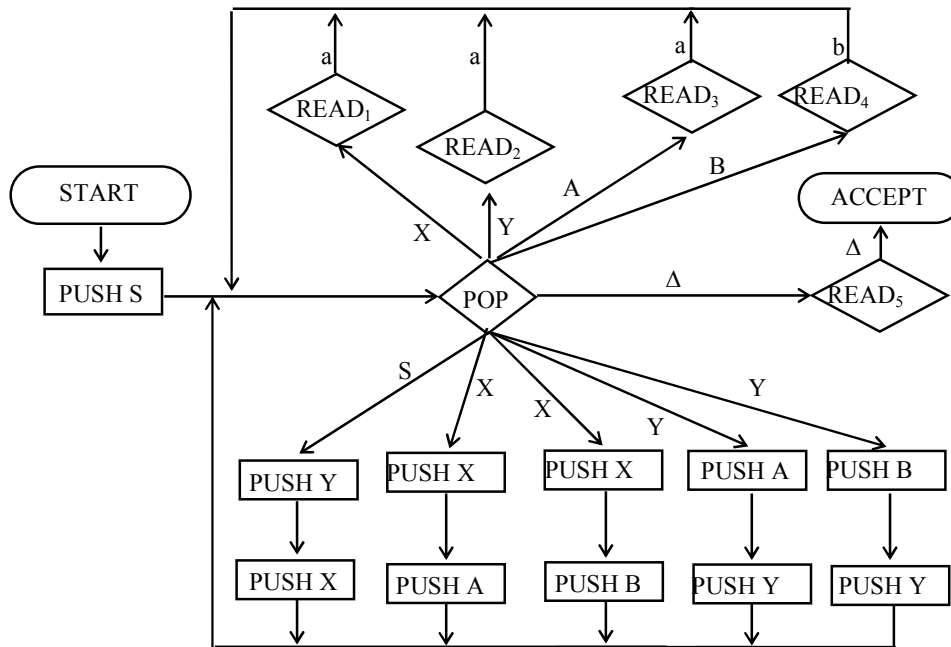 a
a
a
b
READ₁
READ₂
READ₃
READ₄
START
X
Y
A
B
ACCEPT
PUSH S
POP
Δ
Δ
READ₅
S
X
X
Y
Y
PUSH Y
PUSH X
PUSH X
PUSH A
PUSH B
PUSH X
PUSH A
PUSH B
PUSH Y
PUSH Y